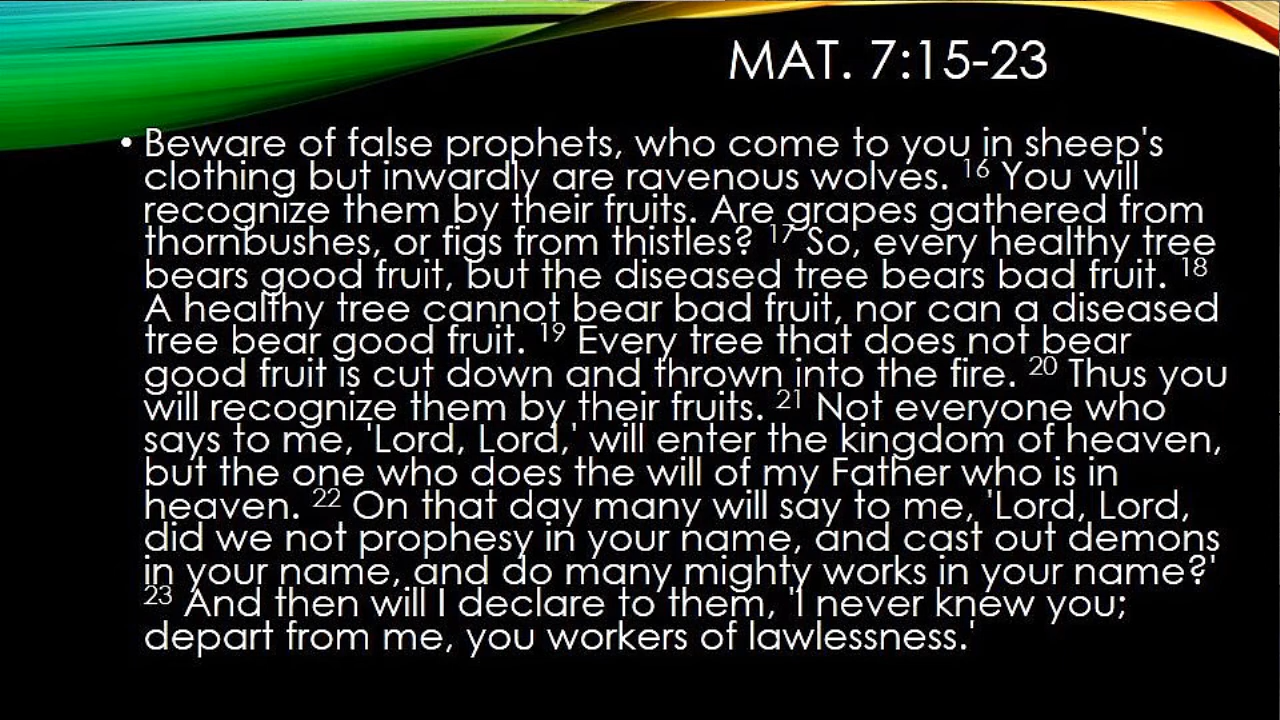 MAT. 7:15-23
• Beware of false prophets, who come to you in sheep's
clothing but inwardly are ravenous wolves. 16 You will
recognize them by their fruits. Are grapes gathered from
thornbushes, or figs from thistles? 17 So, every healthy tree
bears good fruit, but the diseased tree bears bad fruit. 18
A healthy tree cannot bear bad fruit, nor can a diseased
tree bear good fruit. 19 Every tree that does not bear
good fruit is cut down and thrown into the fire. 20 Thus you
will recognize them by their fruits. 21 Not everyone who
says to me, 'Lord, Lord,' will enter the kingdom of heaven,
but the one who does the will of my Father who is in
heaven. 22 On that day many will say to me, 'Lord, Lord,
did we not prophesy in your name, and cast out demons
in your name, and do many mighty works in your name?'
23 And then will I declare to them, 'I never knew you;
depart from me, you workers of lawlessness.'